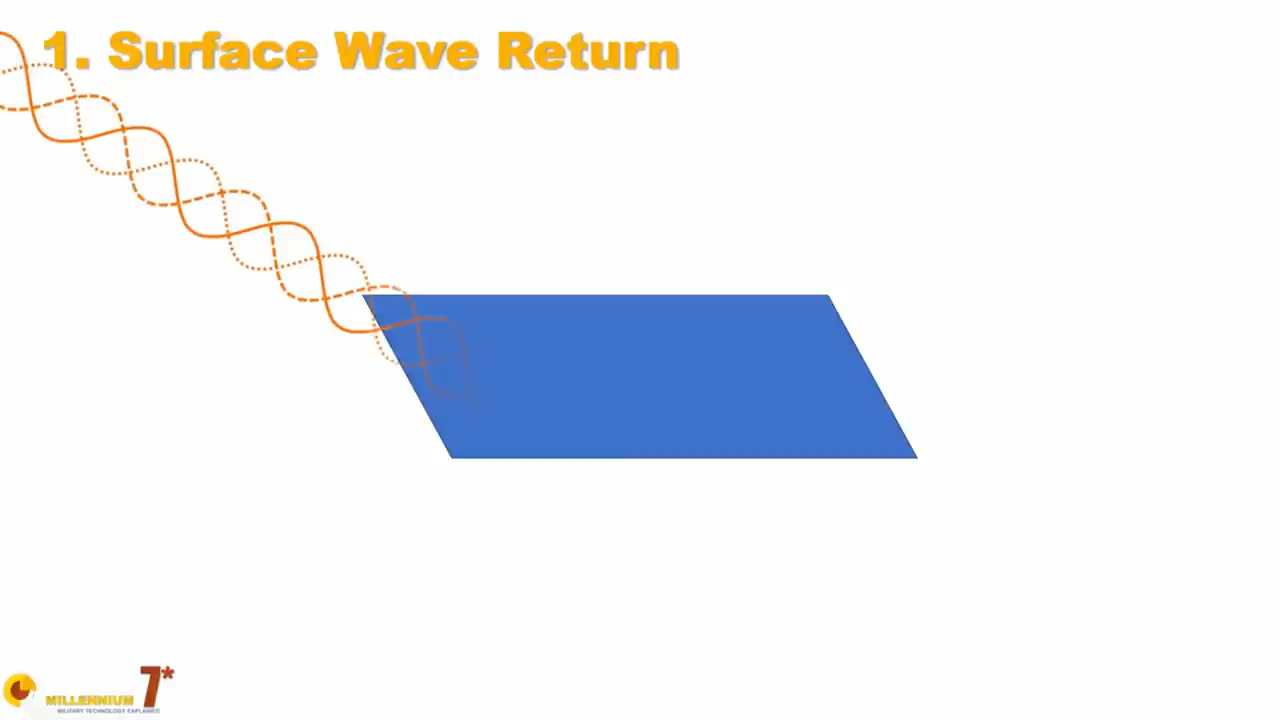 1. Surface Wave Return
MILLENNIUM 7*
MILITARY TECHNOLOGY EXPLAINED